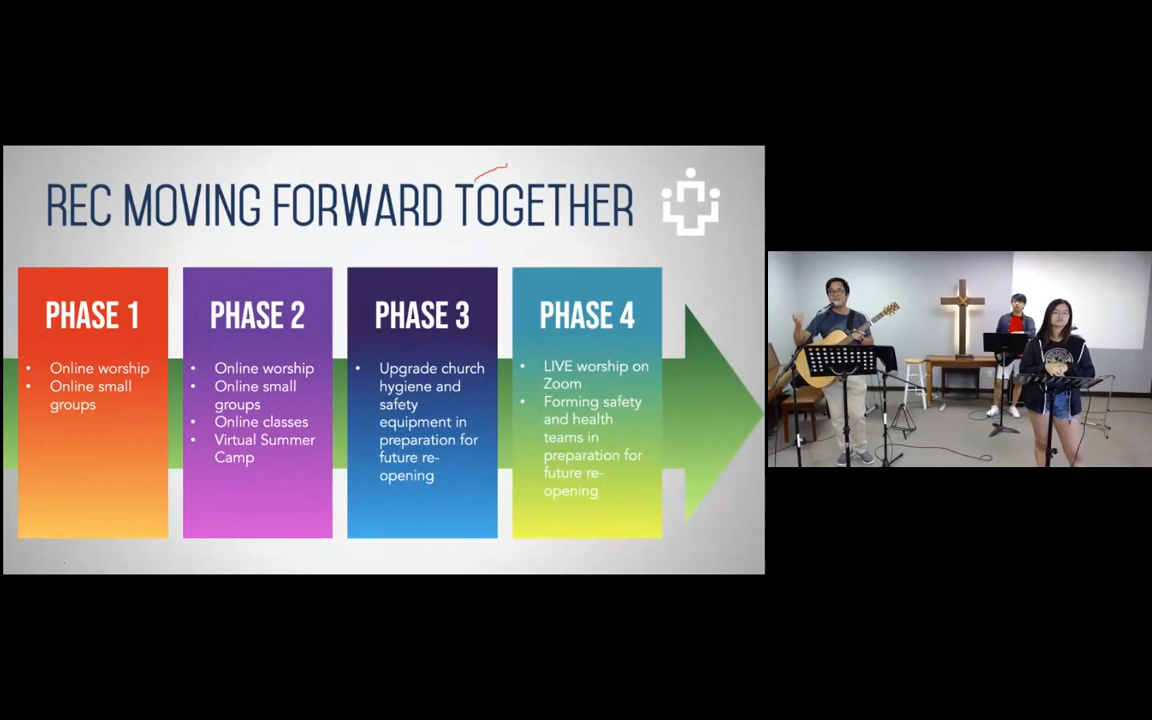 REC MOVING FORWARD TOGETHER
PHASE 1
• Online worship
• Online small
groups
PHASE 2
• Online worship
• Online small
groups
• Online classes
• Virtual Summer
Camp
PHASE 3
• Upgrade church
hygiene and
safety
equipment in
preparation for
future re-
opening
PHASE 4
• LIVE worship on
Zoom
• Forming safety
and health
teams in
preparation for
future re-
opening